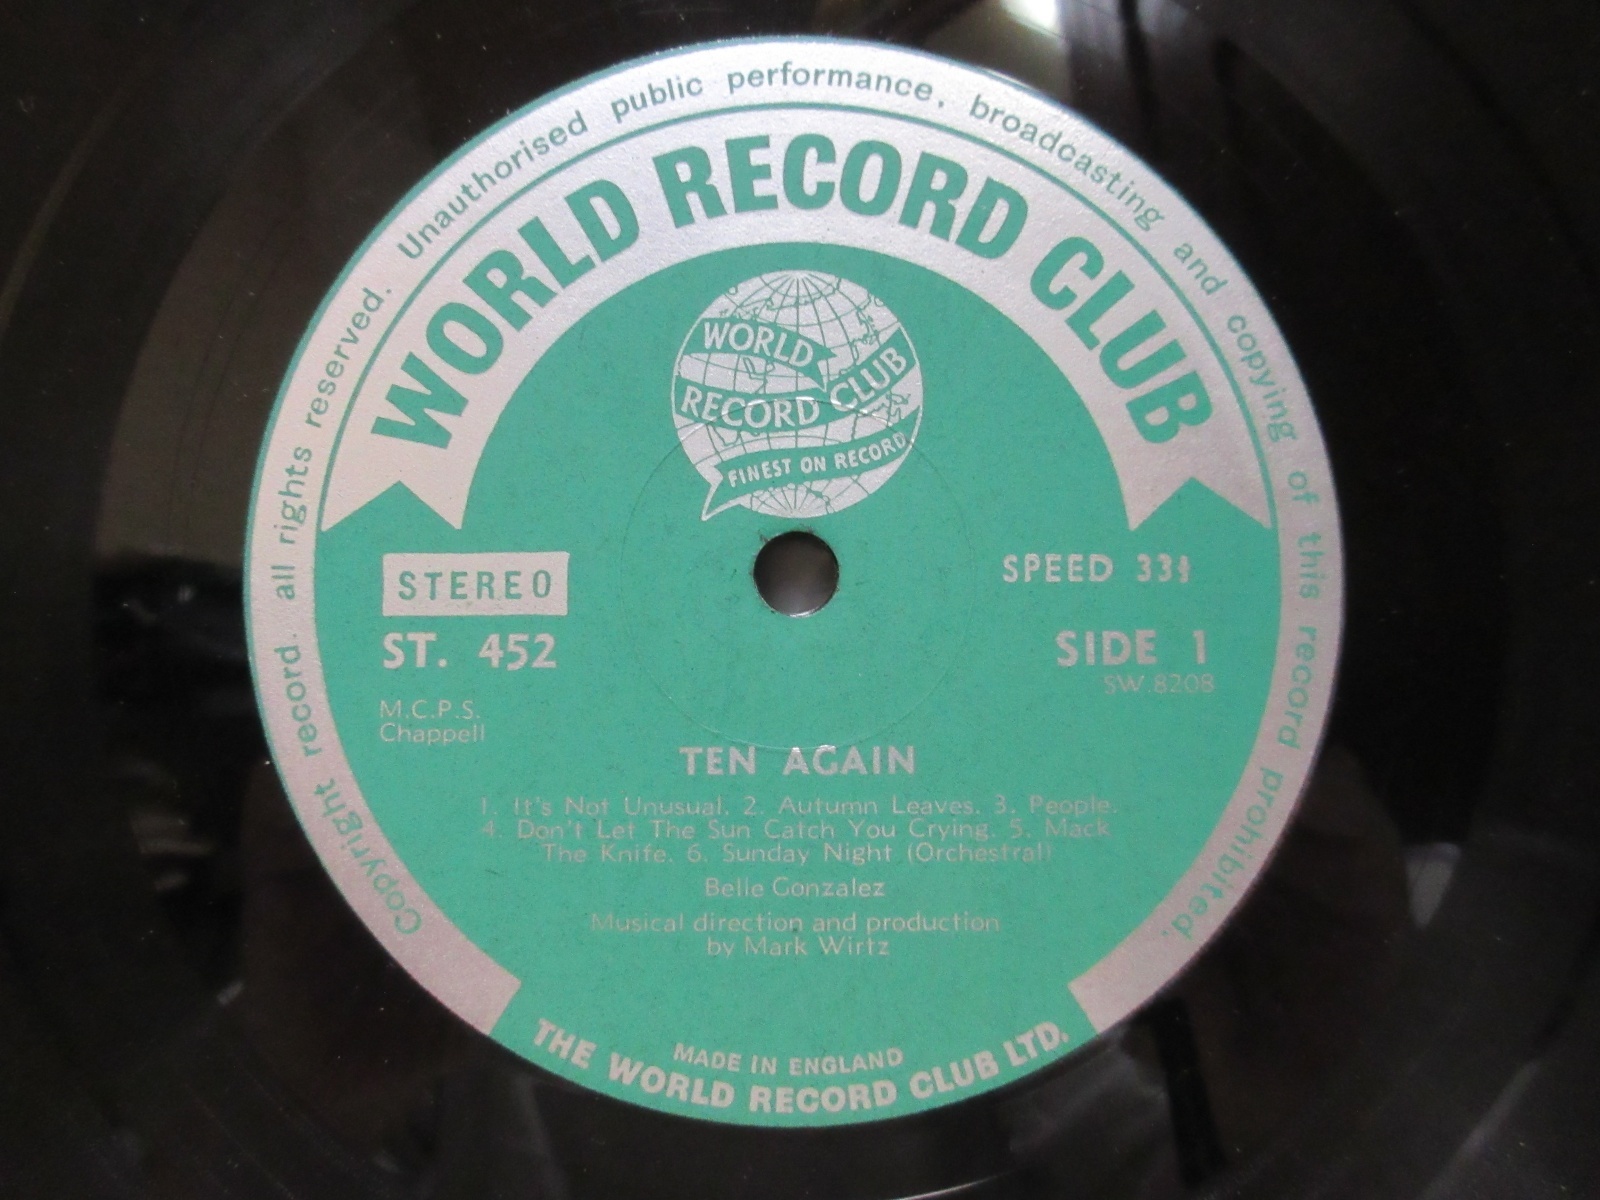 Copyright record. all rights reserved. Unauthorised public performance, broadcasting and copying of this record prohibited.
WORLD RECORD CLUB
WORLD
RECORD CLUB
FINEST ON RECORD
STEREO
SPEED 33⅓
ST. 452
SIDE 1
SW.8208
M.C.P.S.
Chappell
TEN AGAIN
1. It's Not Unusual. 2. Autumn Leaves. 3. People.
4. Don't Let The Sun Catch You Crying. 5. Mack
The Knife. 6. Sunday Night (Orchestral)
Belle Gonzalez
Musical direction and production
by Mark Wirtz
MADE IN ENGLAND
THE WORLD RECORD CLUB LTD.